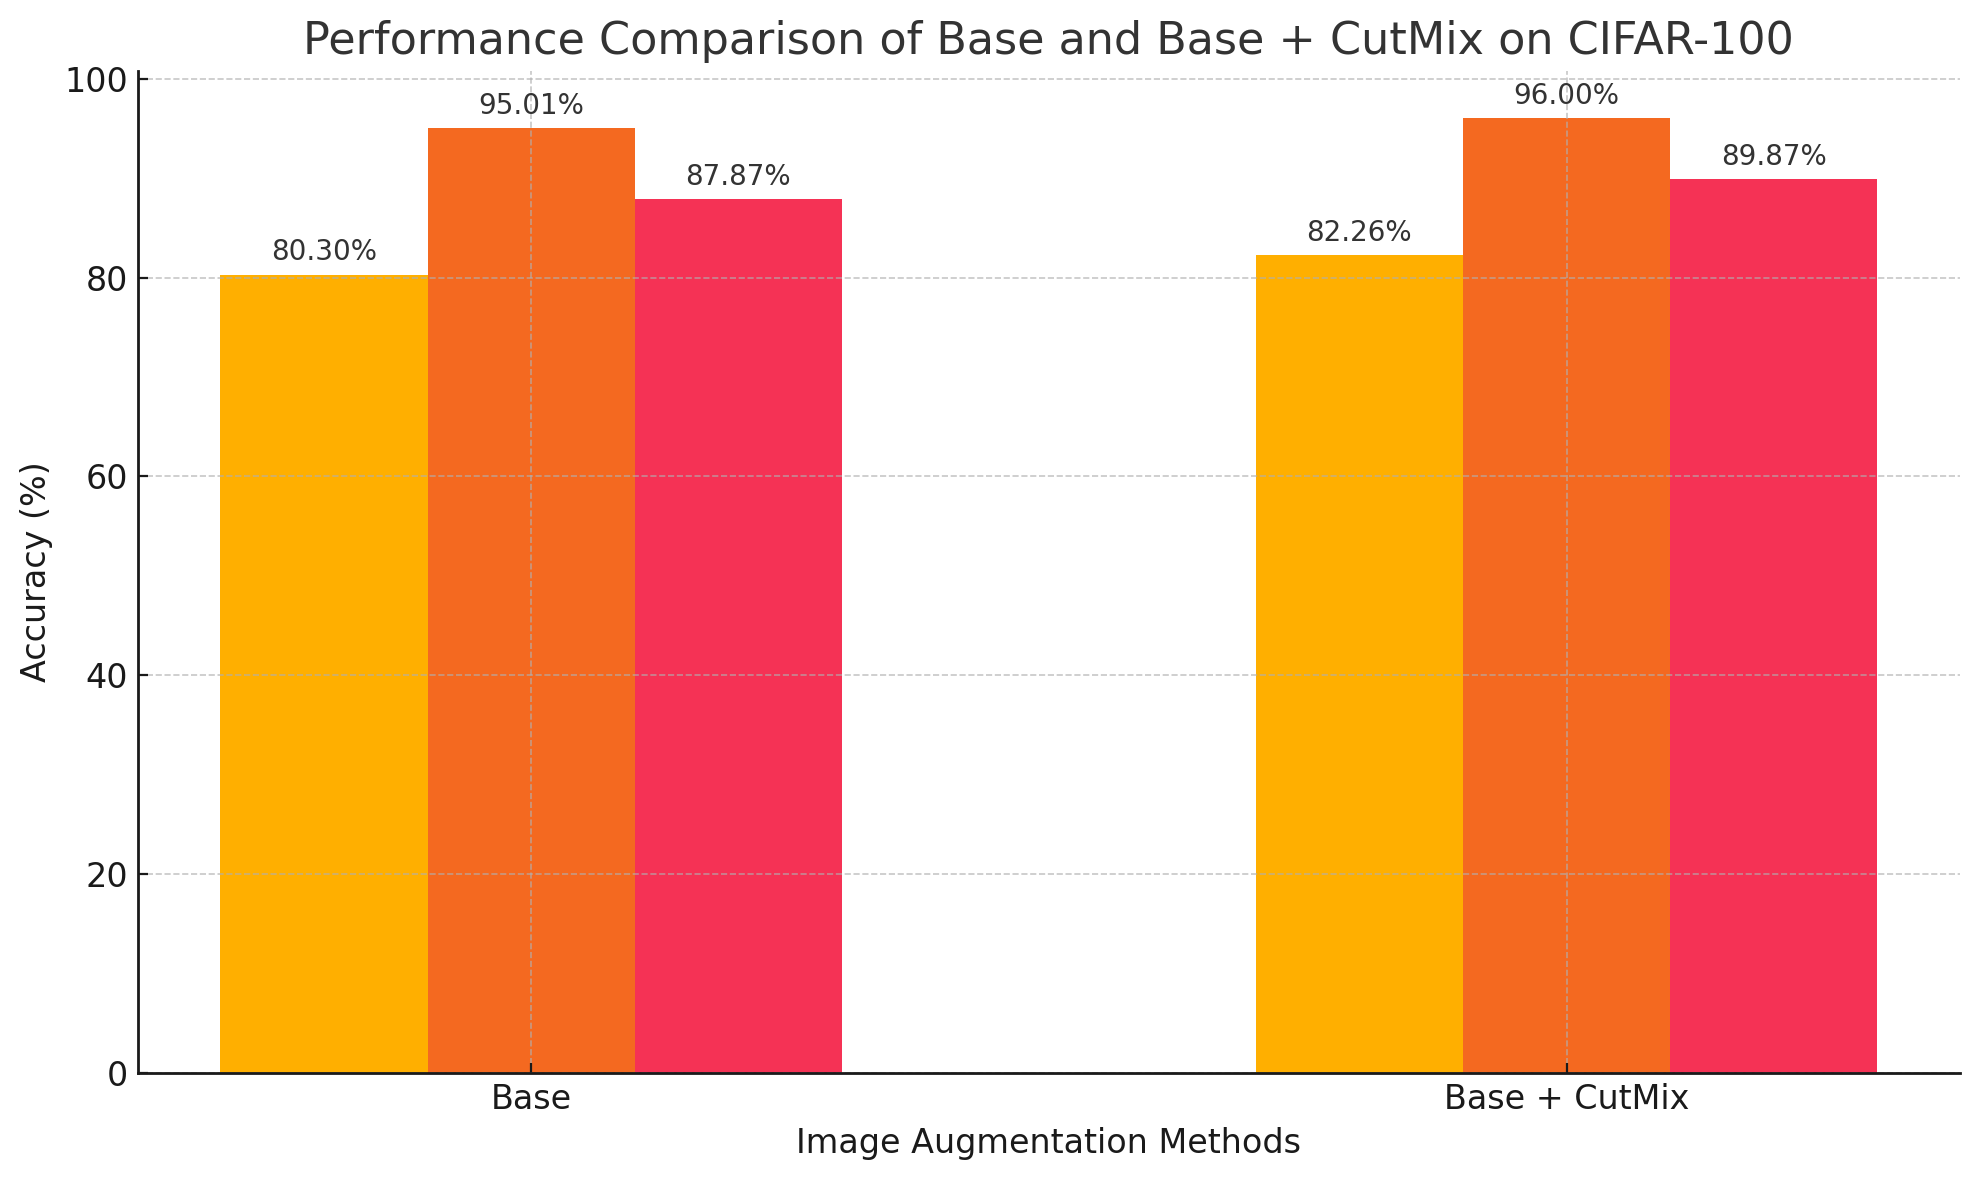 Performance Comparison of Base and Base + CutMix on CIFAR-100
100
80
60
40
20
0
Accuracy (%)
80.30%
95.01%
87.87%
82.26%
96.00%
89.87%
Base
Base + CutMix
Image Augmentation Methods